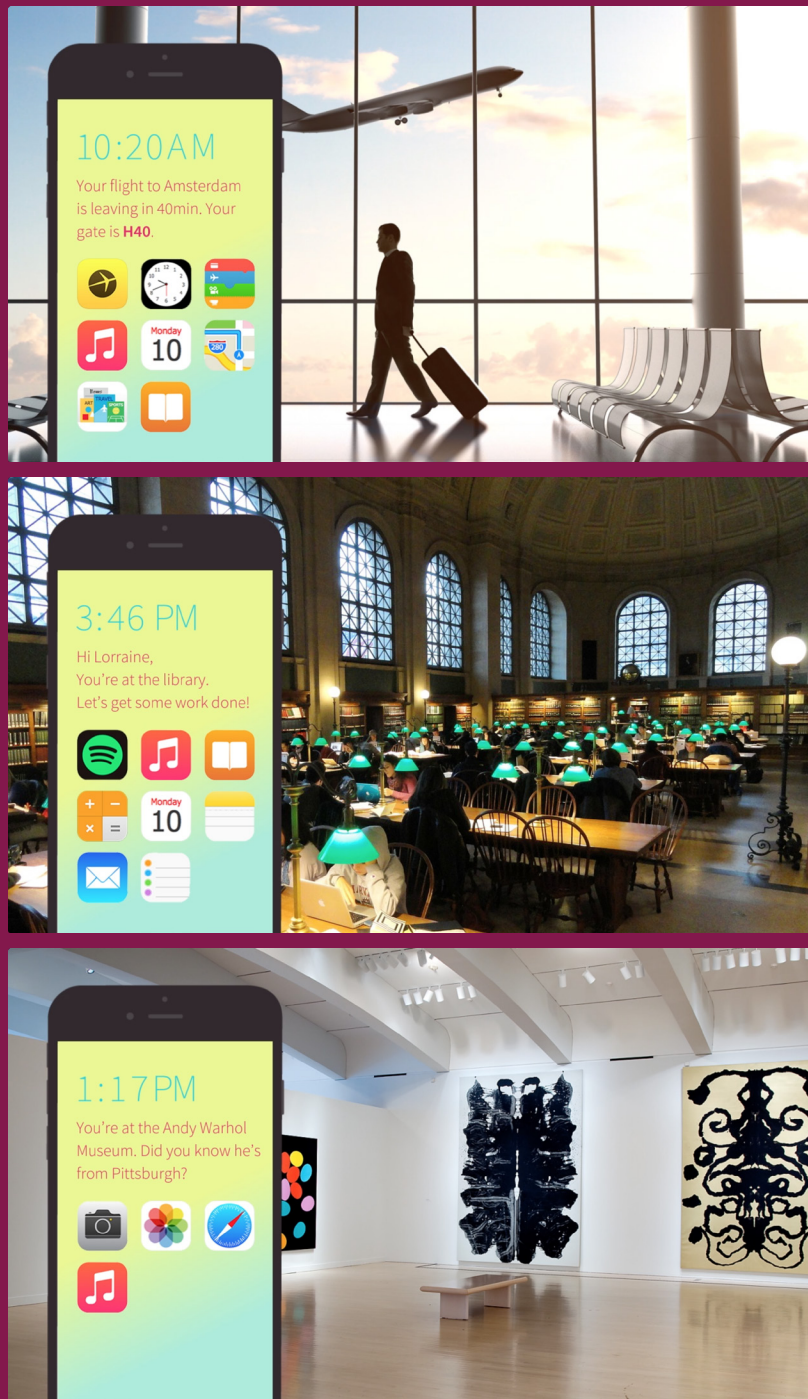 10:20AM
Your flight to Amsterdam
is leaving in 40min. Your
gate is H40.
Monday
10
280
3:46 PM
Hi Lorraine,
You're at the library.
Let's get some work done!
Monday
10
1:17PM
You're at the Andy Warhol
Museum. Did you know he's
from Pittsburgh?